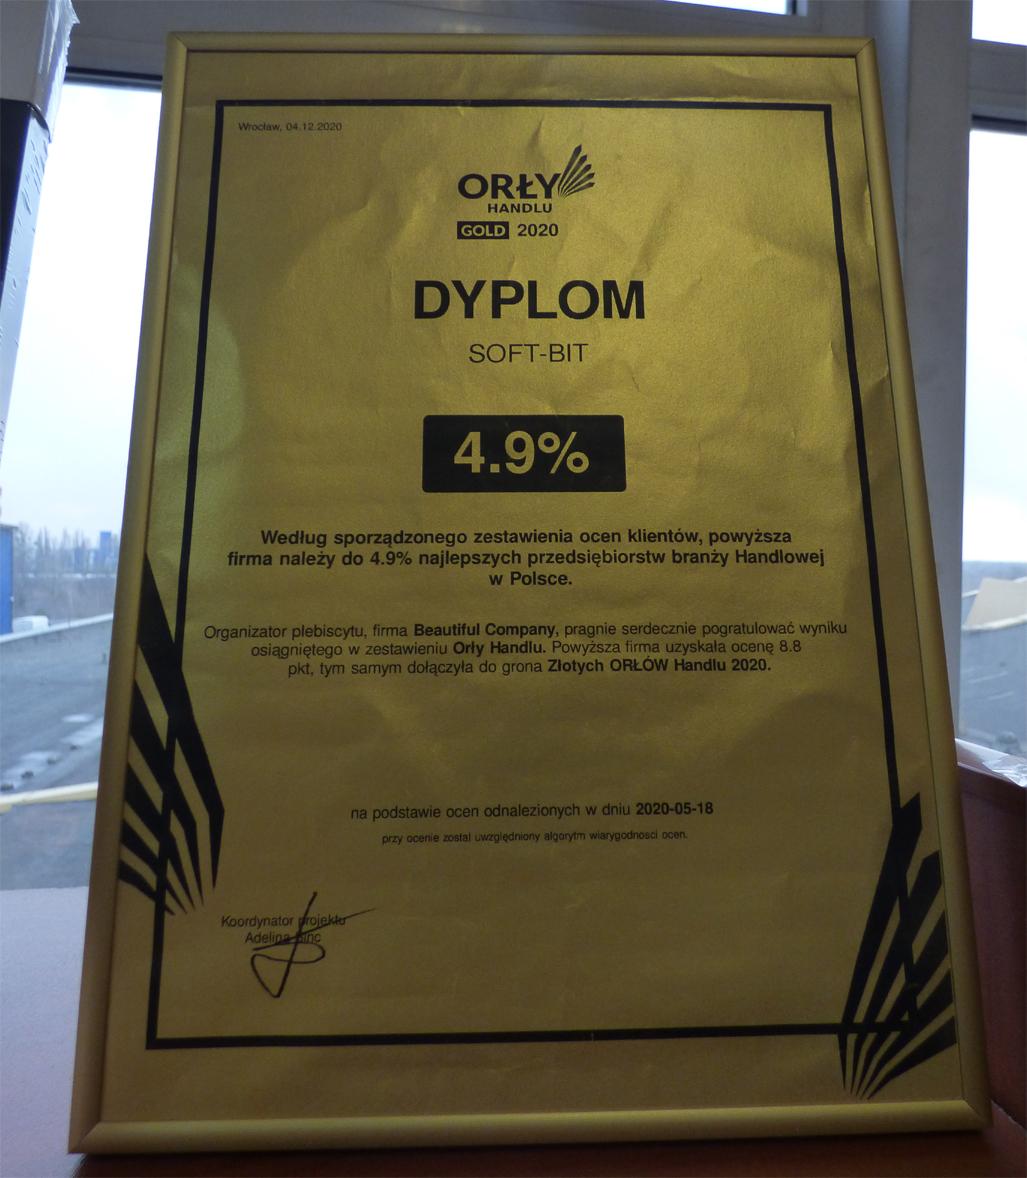 Wrocław, 04.12.2020
ORŁY
HANDLU
GOLD 2020
DYPLOM
SOFT-BIT
4.9%
Według sporządzonego zestawienia ocen klientów, powyższa
firma należy do 4.9% najlepszych przedsiębiorstw branży Handlowej
w Polsce.
Organizator plebiscytu, firma Beautiful Company, pragnie serdecznie pogratulować wyniku
osiągniętego w zestawieniu Orły Handlu. Powyższa firma uzyskała ocenę 8.8
pkt, tym samym dołączyła do grona Złotych ORŁÓW Handlu 2020.
na podstawie ocen odnalezionych w dniu 2020-05-18
przy ocenie został uwzględniony algorytm wiarygodności ocen.
Koordynator projektu
Adelina